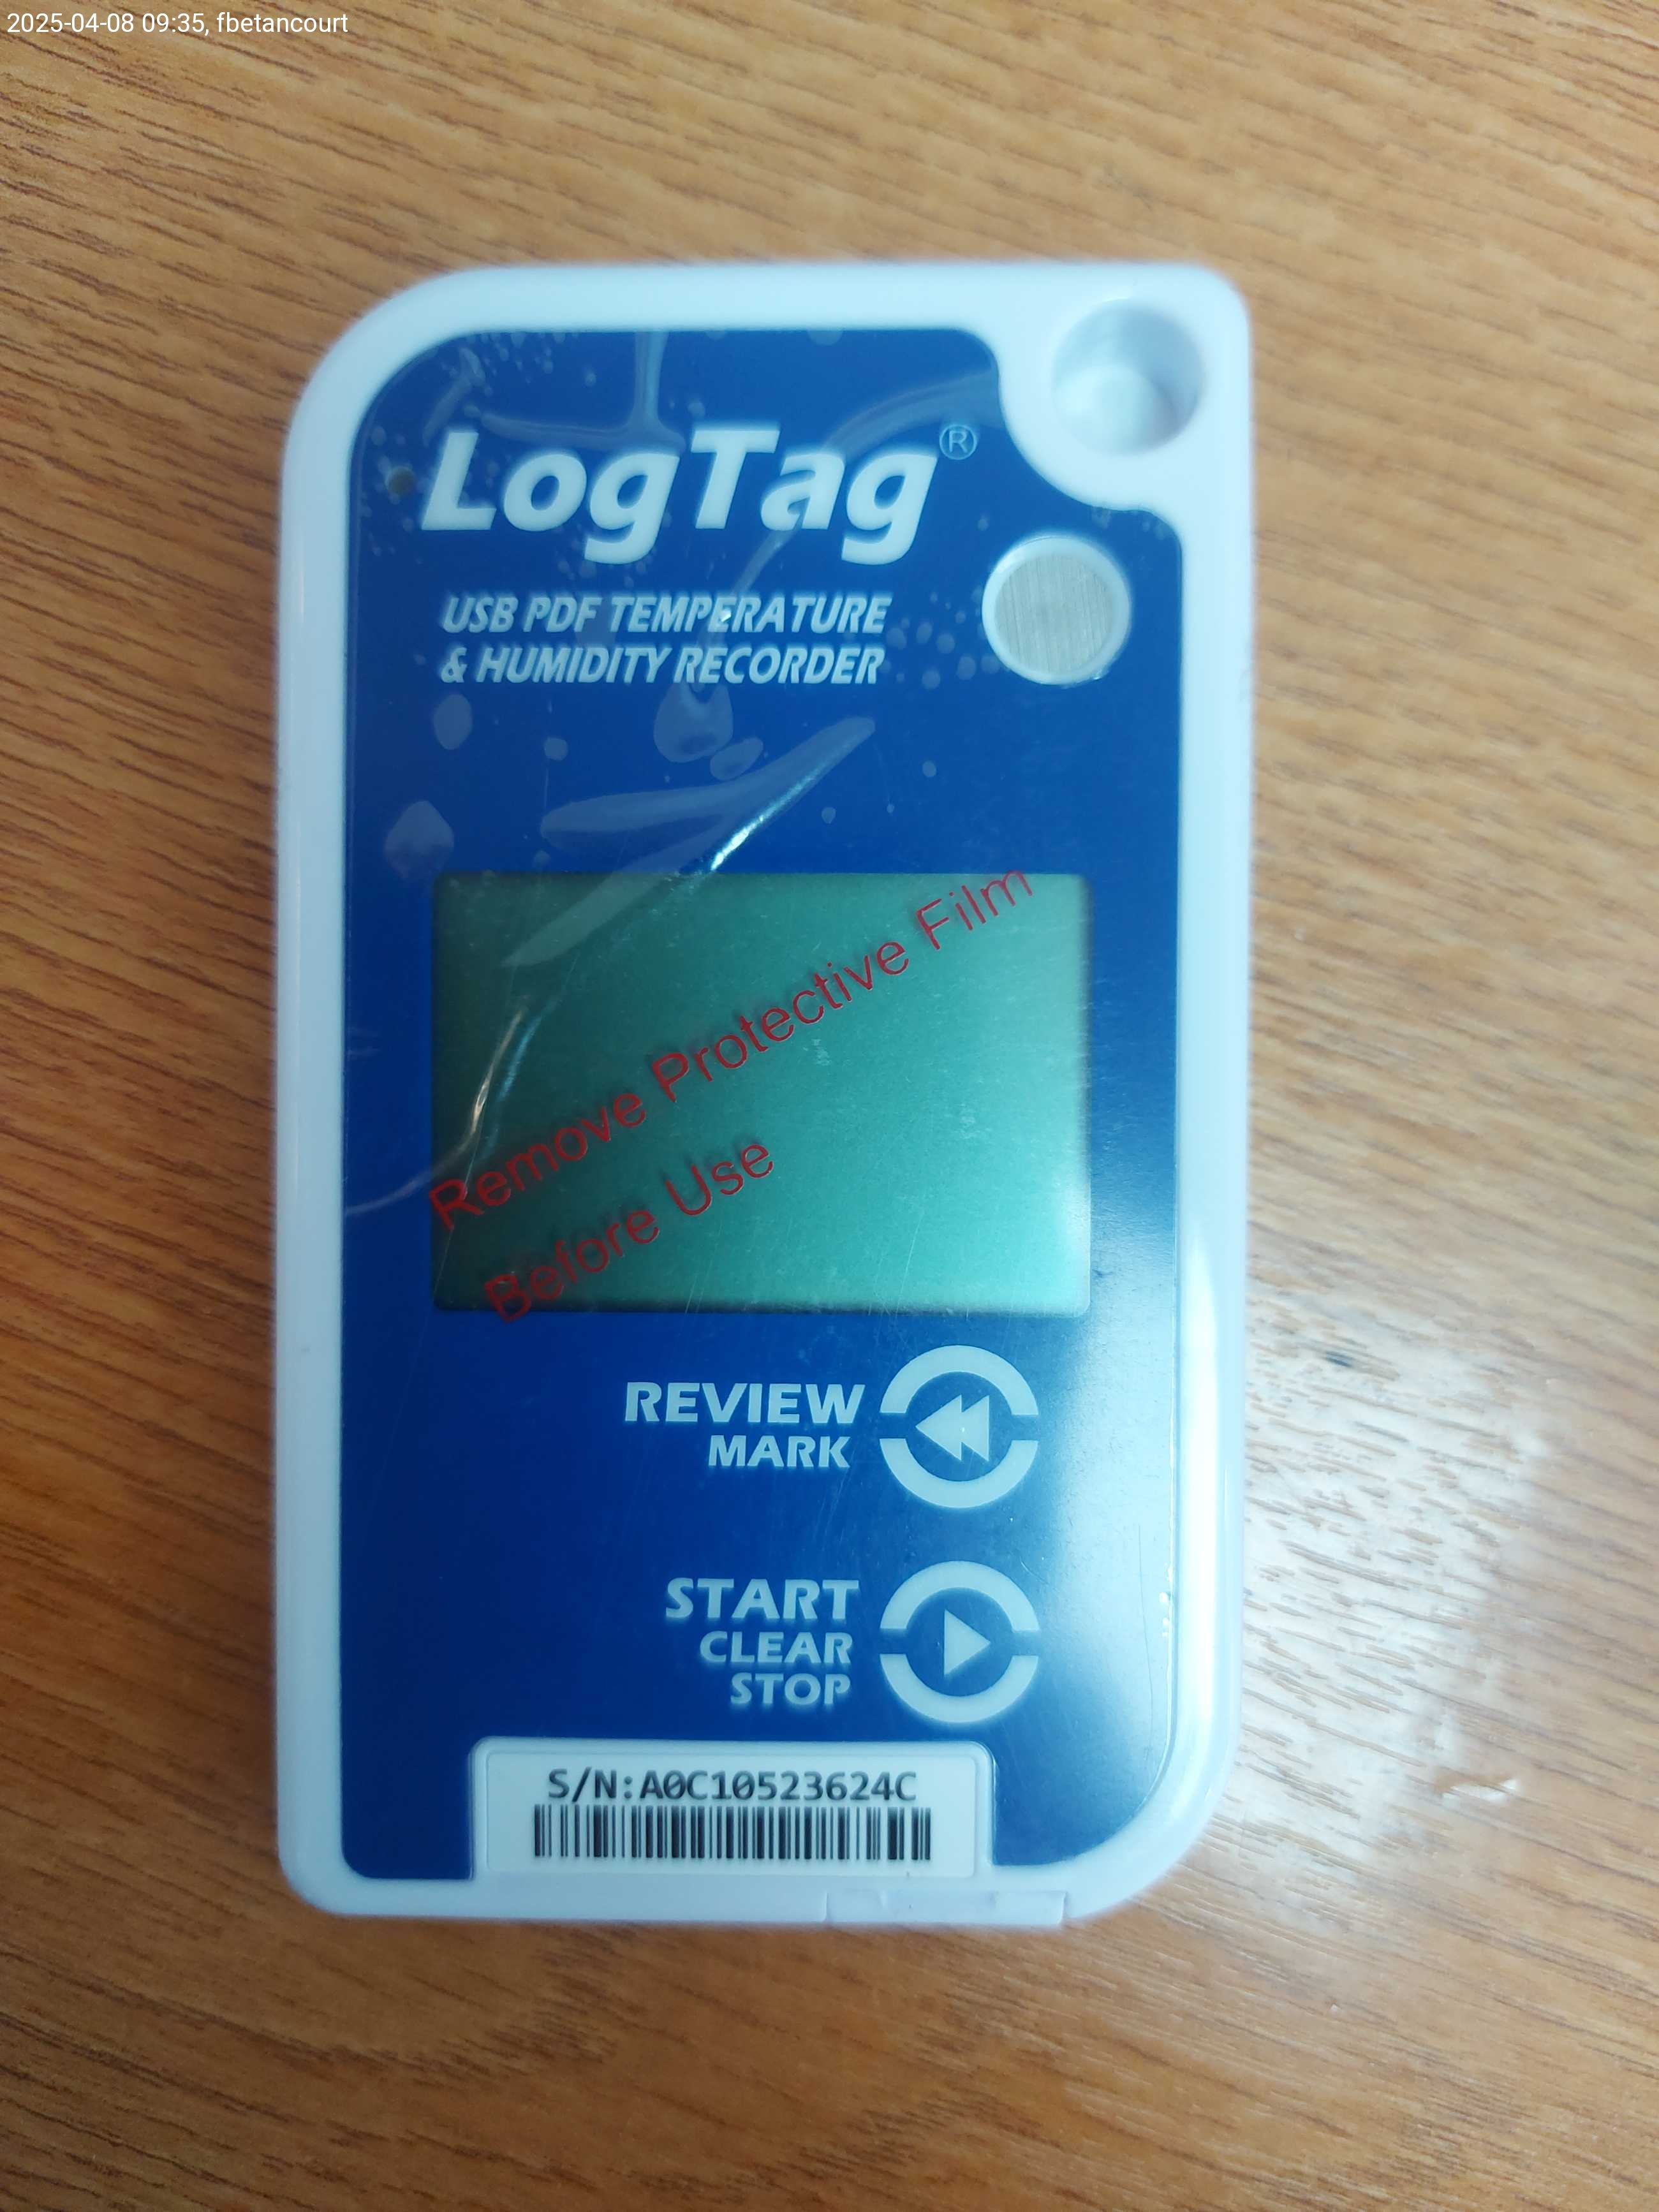 2025-04-08 09:35, fbetancourt
LogTag®
USB PDF TEMPERATURE
& HUMIDITY RECORDER
Remove Protective Film
Before Use
REVIEW
MARK
START
CLEAR
STOP
S/N:A0C10523624C